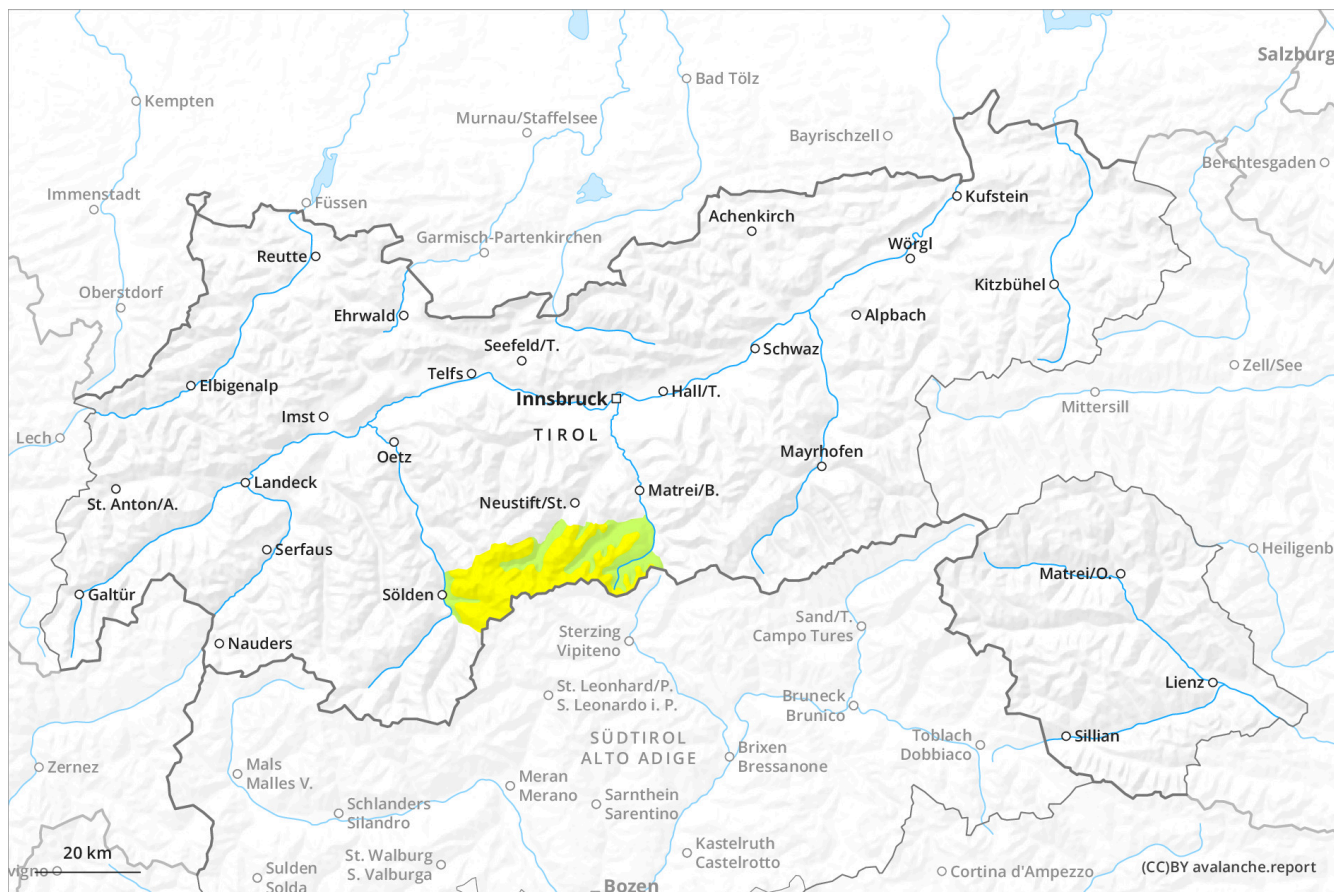 Salzburg
Kempten
Bad Tölz
Murnau/Staffelsee
Bayrischzell
Berchtesgaden
Immenstadt
Füssen
Kufstein
Achenkirch
Garmisch-Partenkirchen
Wörgl
Reutte
Kitzbühel
Oberstdorf
Ehrwald
Alpbach
Seefeld/T.
Schwaz
Zell/See
Telfs
Elbigenalp
Hall/T.
Innsbruck
Mittersill
Imst
Lech
TIROL
Oetz
Mayrhofen
Landeck
St. Anton/A.
Neustift/St.
Matrei/B.
Serfaus
Heiligenb
Matrei/O.
Galtür
Sölden
Sterzing
Vipiteno
Sand/T.
Campo Tures
Nauders
Lienz
St. Leonhard/P.
S. Leonardo i. P.
Bruneck
Brunico
SÜDTIROL
ALTO ADIGE
Toblach
Dobbiaco
Sillian
Brixen
Bressanone
Zernez
Mals
Malles V.
Meran
Merano
Sarnthein
Sarentino
Schlanders
Silandro
Kastelruth
Castelrotto
20 km
vigno
St. Walburg
S. Valburga
Sulden
Solda
Bozen
Cortina d'Ampezzo
(CC)BY avalanche.report